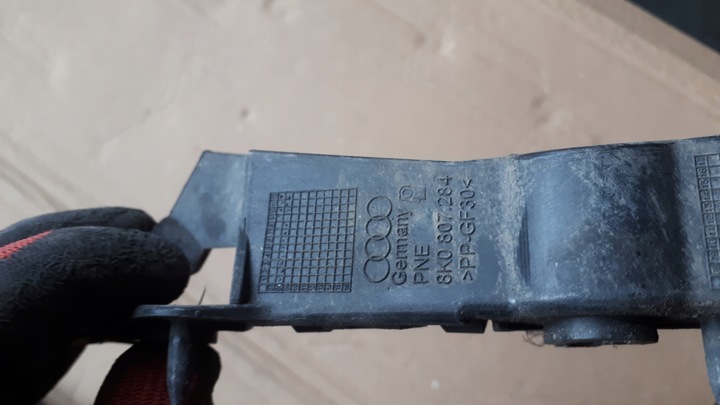 Germany
PNE
8K0 807.284
>PP-GF30<